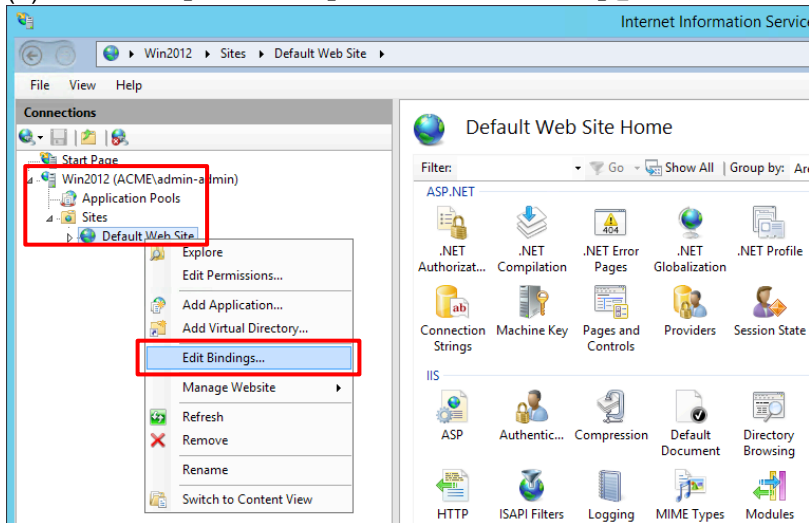 Internet Information Service
Win2012 Sites Default Web Site
File View Help
Connections
Start Page
Win2012 (ACME\admin-admin)
Application Pools
Sites
Default Web Site
Explore
Edit Permissions...
Add Application...
Add Virtual Directory...
Edit Bindings...
Manage Website
Refresh
Remove
Rename
Switch to Content View
Default Web Site Home
Filter: Go Show All Group by: Are
ASP.NET
.NET Authorizat...
.NET Compilation
404
.NET Error Pages
.NET Globalization
.NET Profile
ab
Connection Strings
Machine Key
Pages and Controls
Providers
Session State
IIS
ASP
Authentic...
Compression
Default Document
Directory Browsing
HTTP
ISAPI Filters
Logging
MIME Types
Modules